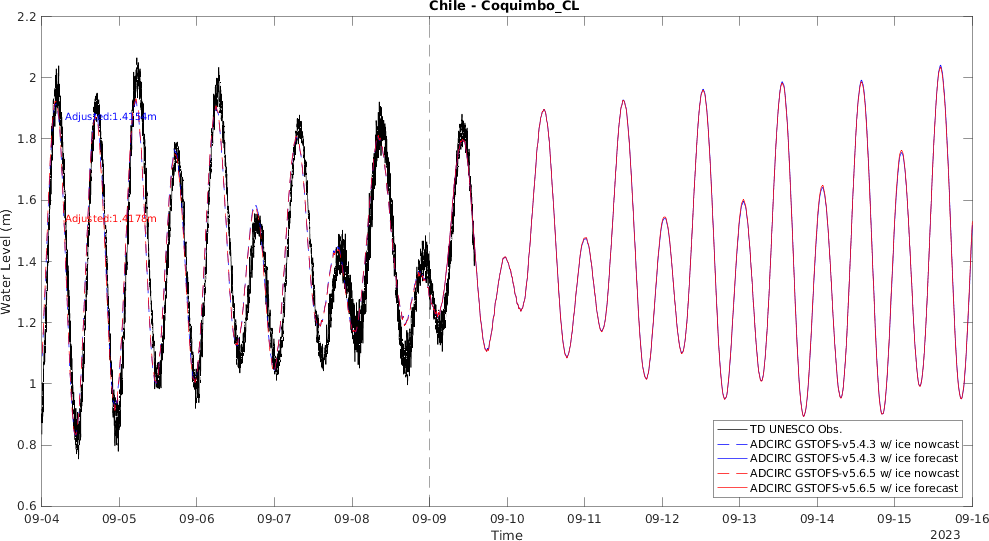 Chile - Coquimbo_CL
2.2
2
1.8
1.6
1.4
1.2
1
0.8
0.6
Water Level (m)
Adjusted:1.4154m
Adjusted:1.4178m
TD UNESCO Obs.
ADCIRC GSTOFS-v5.4.3 w/ ice nowcast
ADCIRC GSTOFS-v5.4.3 w/ ice forecast
ADCIRC GSTOFS-v5.6.5 w/ ice nowcast
ADCIRC GSTOFS-v5.6.5 w/ ice forecast
09-04 09-05 09-06 09-07 09-08 09-09 09-10 09-11 09-12 09-13 09-14 09-15 09-16
Time
2023